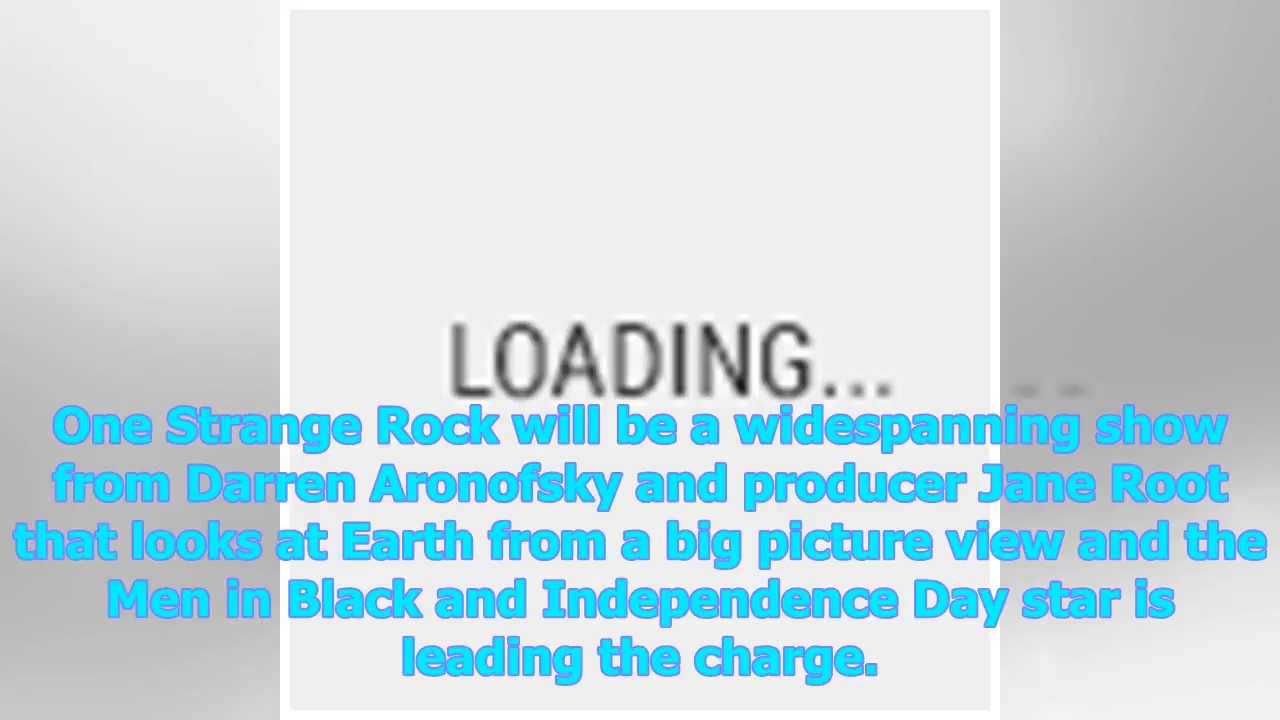 LOADING...
One Strange Rock will be a widespanning show
from Darren Aronofsky and producer Jane Root
that looks at Earth from a big picture view and the
Men in Black and Independence Day star is
leading the charge.